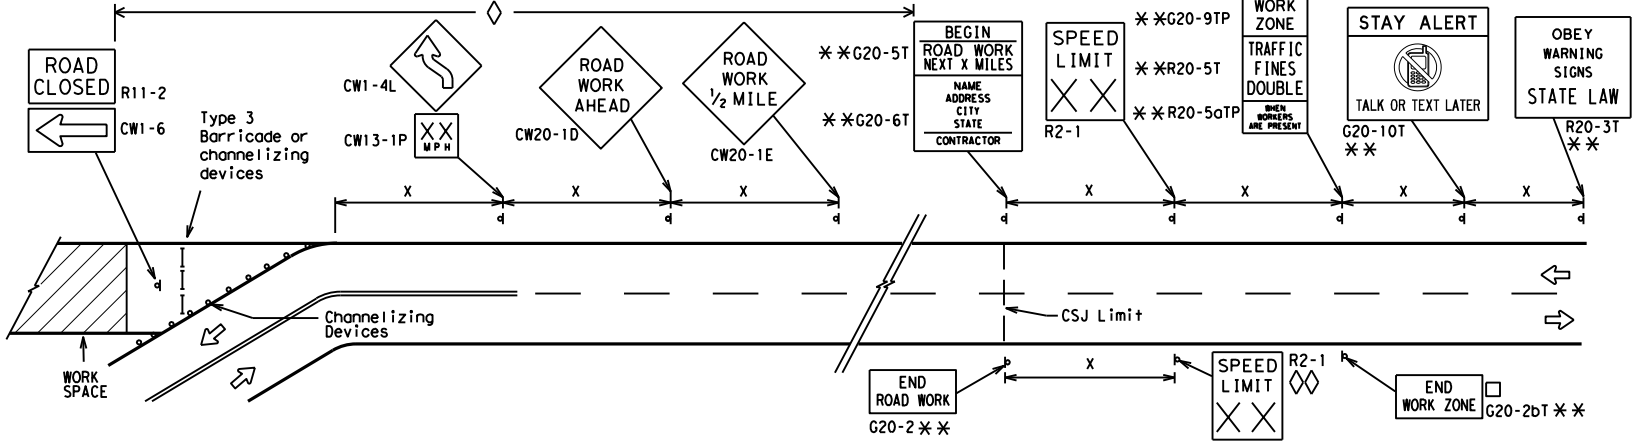 ROAD
CLOSED
R11-2
CW1-6
Type 3
Barricade or
channelizing
devices
CW1-4L
XX
MPH
CW13-1P
ROAD
WORK
AHEAD
CW20-1D
ROAD
WORK
1/2 MILE
CW20-1E
**G20-5T
**G20-6T
BEGIN
ROAD WORK
NEXT X MILES
NAME
ADDRESS
CITY
STATE
CONTRACTOR
SPEED
LIMIT
XX
R2-1
**G20-9TP
**R20-5T
**R20-5aTP
WORK
ZONE
TRAFFIC
FINES
DOUBLE
WHEN
WORKERS
ARE PRESENT
STAY ALERT
TALK OR TEXT LATER
G20-10T
**
OBEY
WARNING
SIGNS
STATE LAW
R20-3T
**
X
X
X
X
X
X
X
Channelizing
Devices
CSJ Limit
WORK
SPACE
X
END
ROAD WORK
G20-2**
SPEED
LIMIT
XX
R2-1
END
WORK ZONE
G20-2bT**